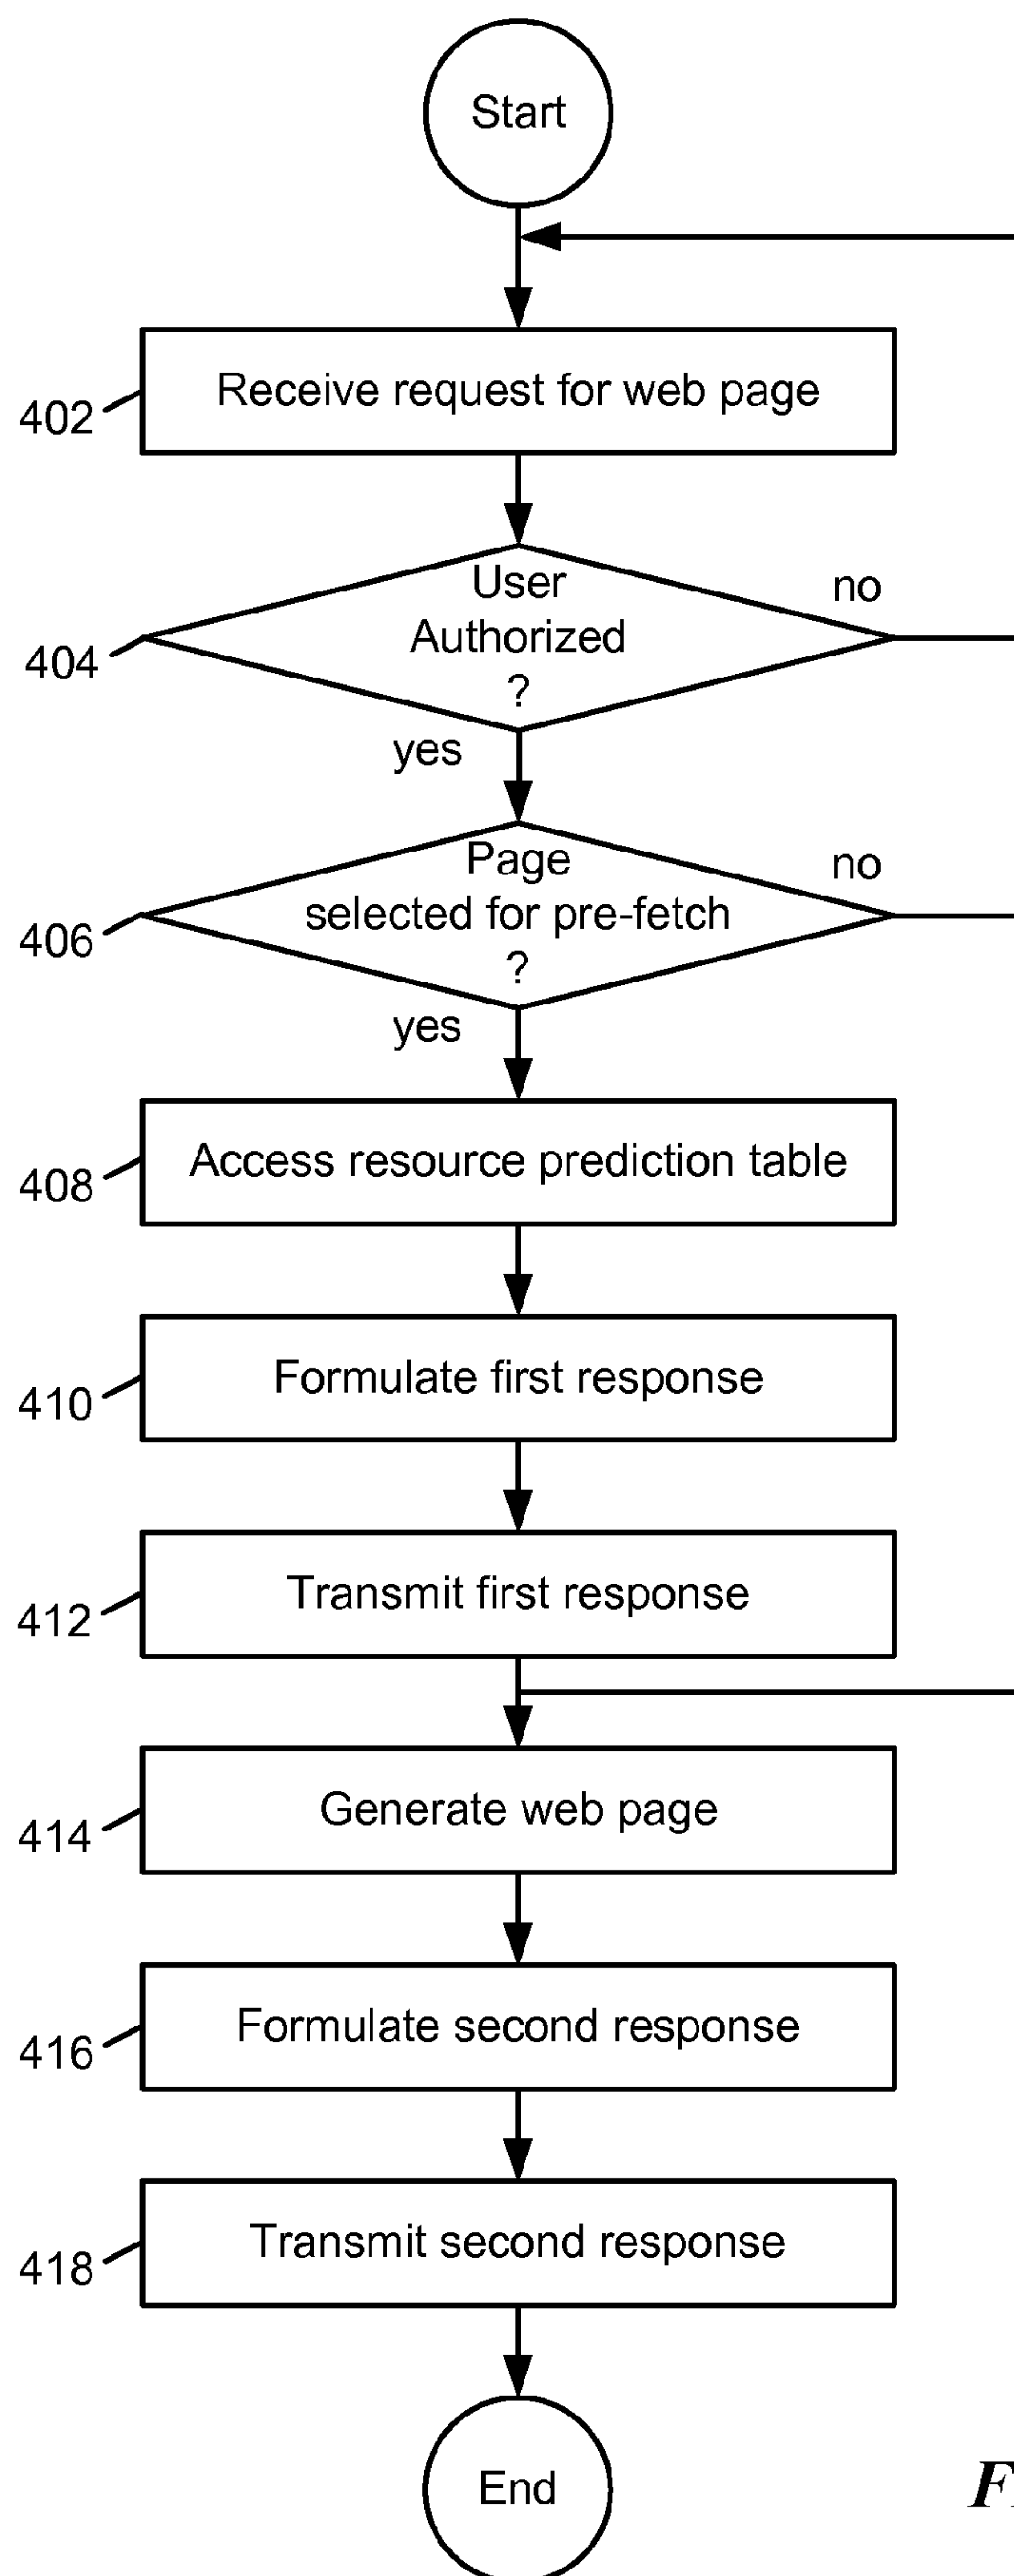 Start
Receive request for web page
402
User
Authorized
?
no
404
yes
Page
selected for pre-fetch
?
no
406
yes
Access resource prediction table
408
Formulate first response
410
Transmit first response
412
Generate web page
414
Formulate second response
416
Transmit second response
418
End